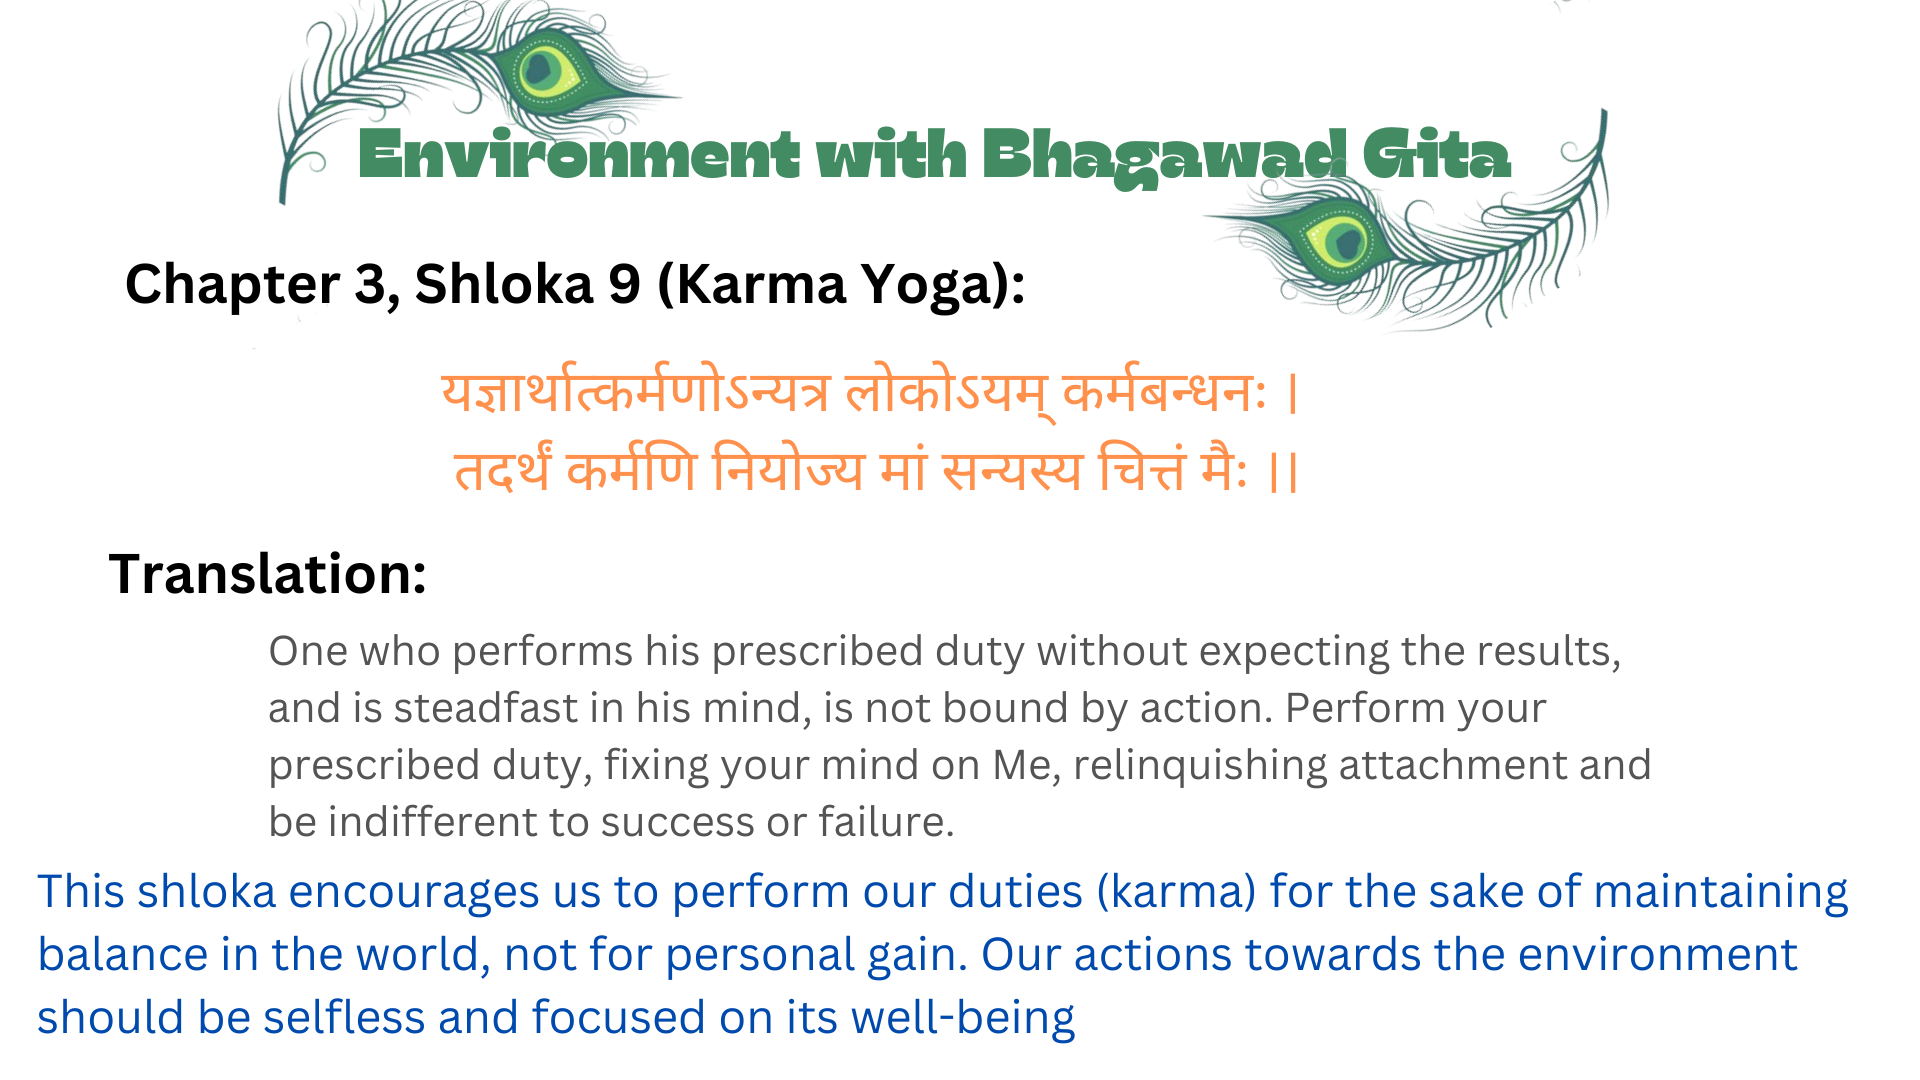 Environment with Bhagawad Gita
Chapter 3, Shloka 9 (Karma Yoga):
यज्ञार्थात्कर्मणोऽन्यत्र लोकोऽयम् कर्मबन्धनः |
तदर्थं कर्मणि नियोज्य मां सन्यस्य चित्तं मैः ||
Translation:
One who performs his prescribed duty without expecting the results,
and is steadfast in his mind, is not bound by action. Perform your
prescribed duty, fixing your mind on Me, relinquishing attachment and
be indifferent to success or failure.
This shloka encourages us to perform our duties (karma) for the sake of maintaining
balance in the world, not for personal gain. Our actions towards the environment
should be selfless and focused on its well-being